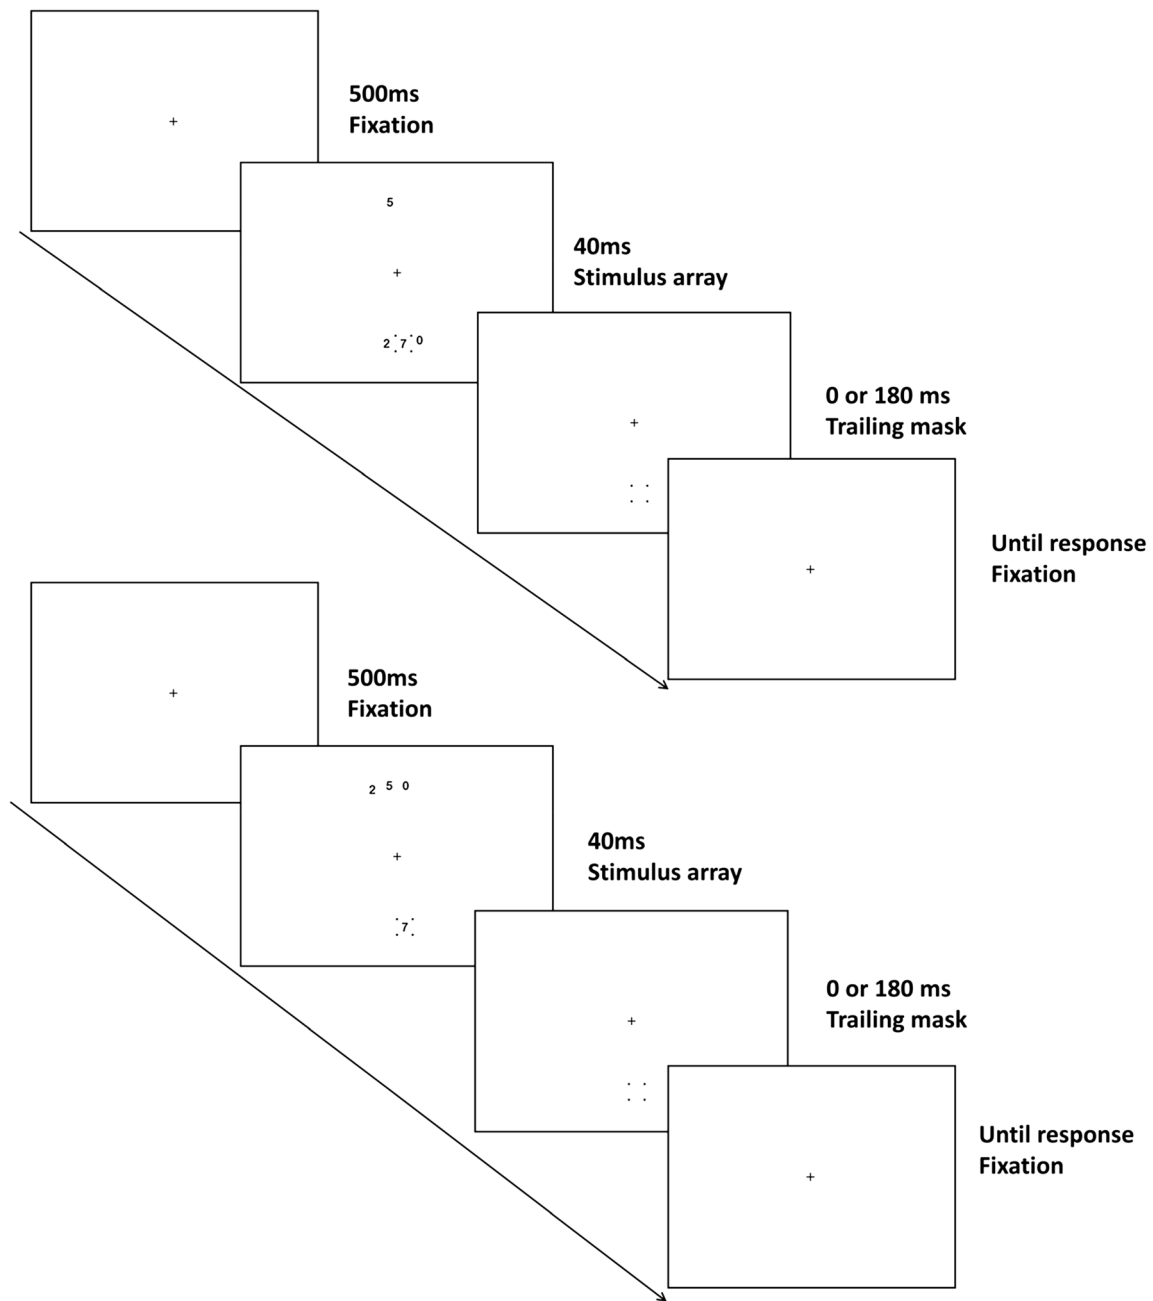 500ms
Fixation
5
+
+
2 7 0
40ms
Stimulus array
+
0 or 180 ms
Trailing mask
+
Until response
Fixation
500ms
Fixation
+
2 5 0
+
7
40ms
Stimulus array
+
0 or 180 ms
Trailing mask
+
Until response
Fixation